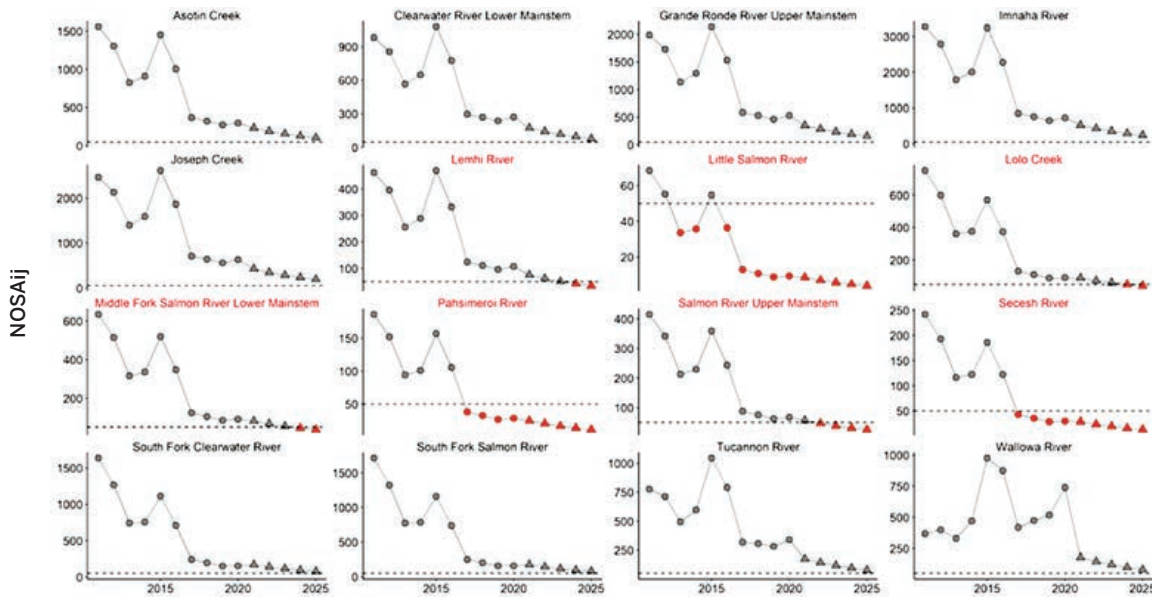 Asotin Creek
Clearwater River Lower Mainstem
Grande Ronde River Upper Mainstem
Imnaha River
1500
1000
500
0
900
600
300
0
2000
1500
1000
500
0
3000
2000
1000
0
Joseph Creek
Lemhi River
Little Salmon River
Lolo Creek
2000
1000
0
400
300
200
100
60
40
20
600
400
200
0
NOSAij
Middle Fork Salmon River Lower Mainstem
Pahsimeroi River
Salmon River Upper Mainstem
Secesh River
600
400
200
150
100
50
400
300
200
100
250
200
150
100
50
South Fork Clearwater River
South Fork Salmon River
Tucannon River
Wallowa River
1500
1000
500
0
1500
1000
500
0
1000
750
500
250
1000
750
500
250
2015 2020 2025
2015 2020 2025
2015 2020 2025
2015 2020 2025